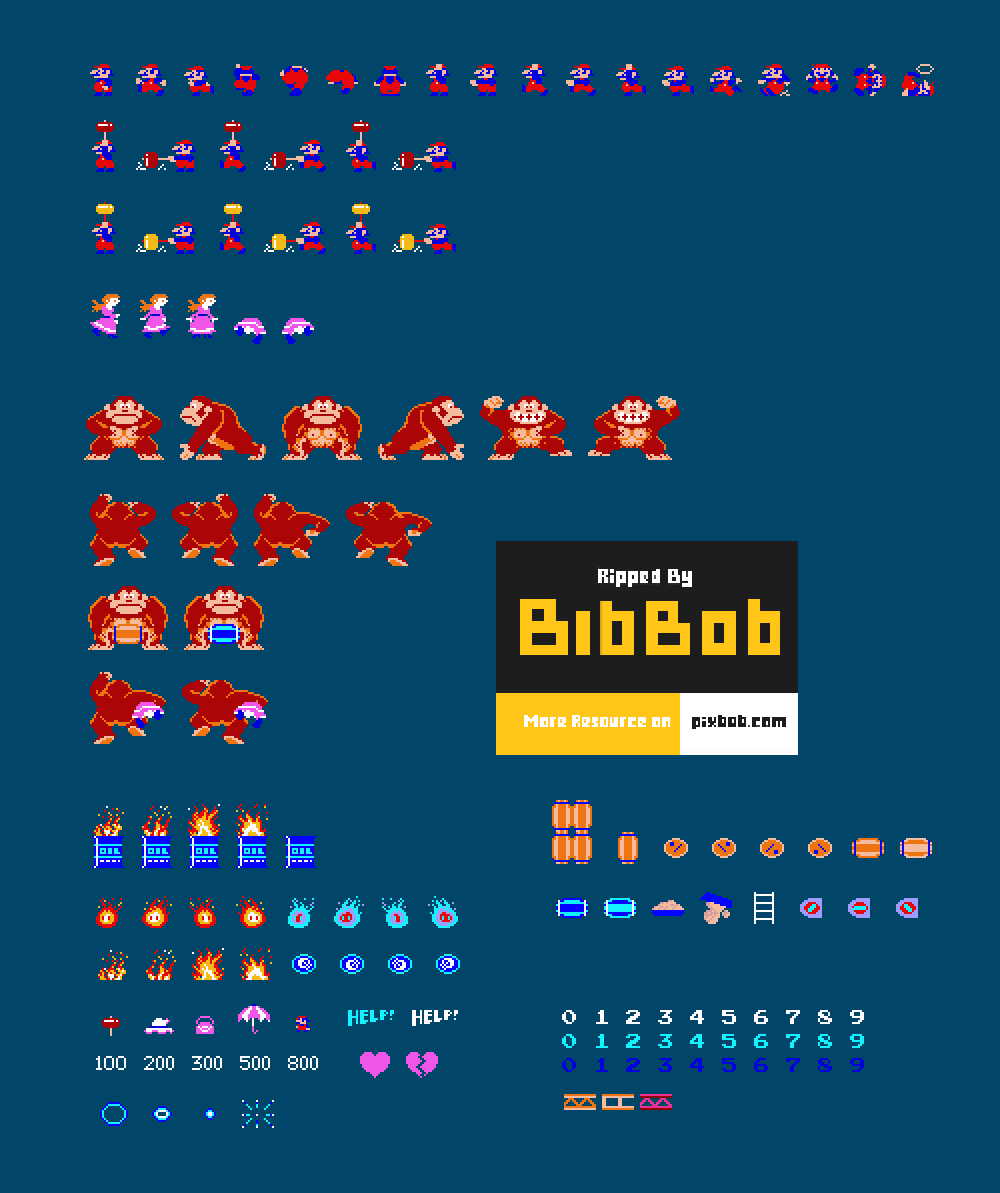 Ripped By
BibBob
More Resource on pixbob.com
OIL OIL OIL OIL OIL
HELP! HELP!
100 200 300 500 800
0 1 2 3 4 5 6 7 8 9
0 1 2 3 4 5 6 7 8 9
0 1 2 3 4 5 6 7 8 9